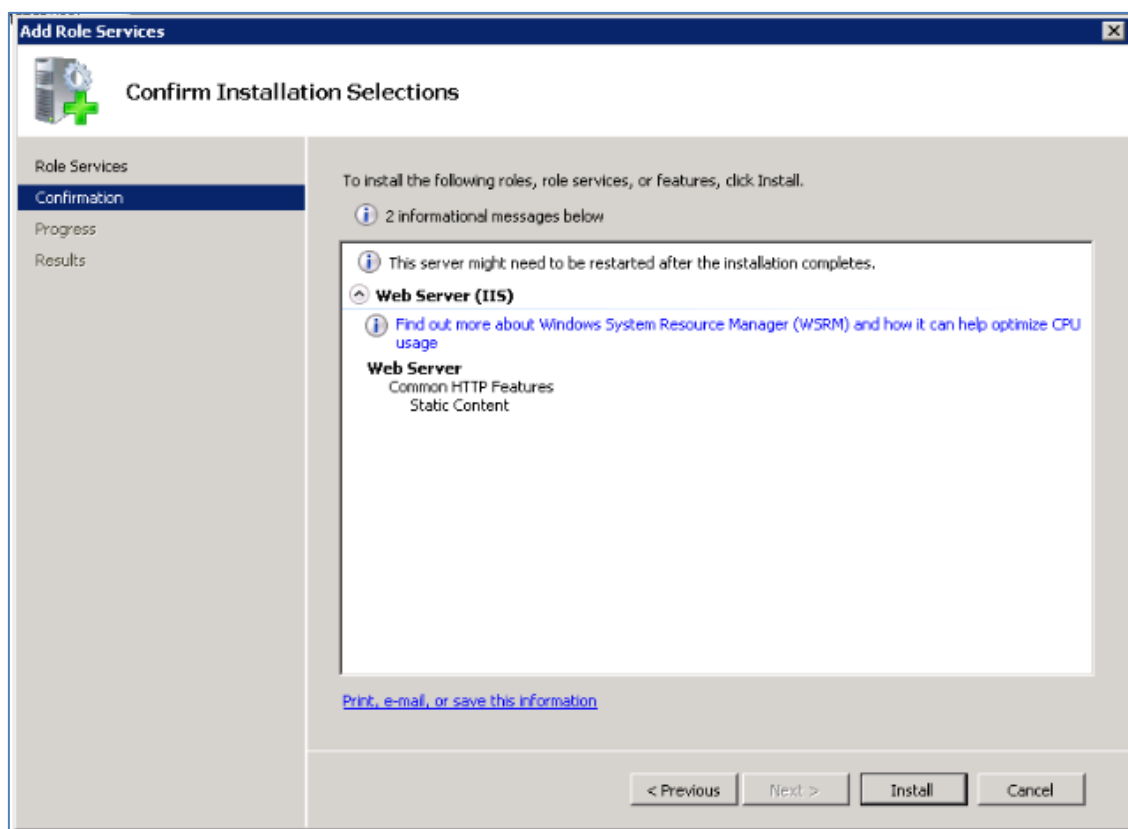 Add Role Services
Confirm Installation Selections
Role Services
Confirmation
Progress
Results
To install the following roles, role services, or features, click Install.
2 informational messages below
This server might need to be restarted after the installation completes.
Web Server (IIS)
Find out more about Windows System Resource Manager (WSRM) and how it can help optimize CPU
usage
Web Server
Common HTTP Features
Static Content
Print, e-mail, or save this information
< Previous
Next >
Install
Cancel